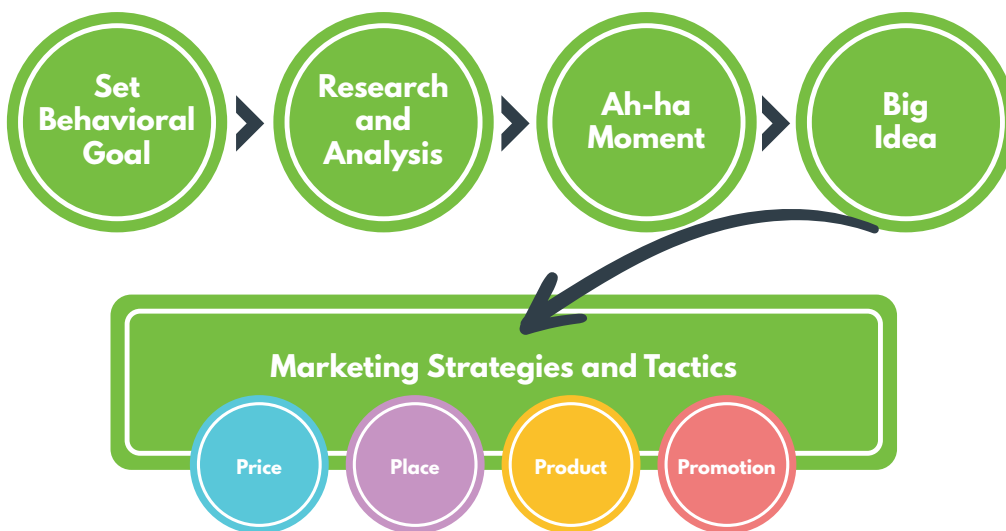 Set
Behavioral
Goal
Research
and
Analysis
Ah-ha
Moment
Big
Idea
Marketing Strategies and Tactics
Price
Place
Product
Promotion